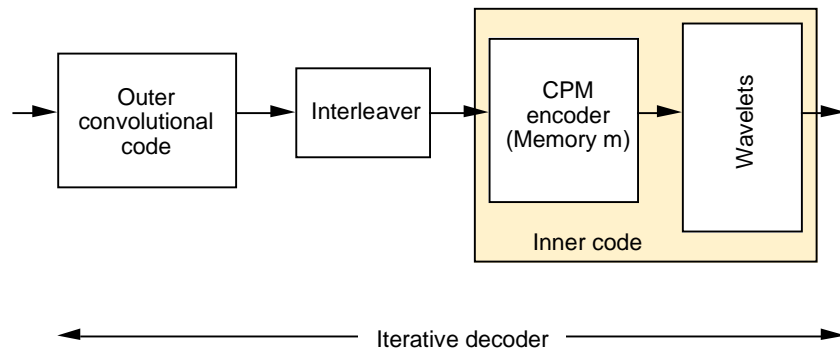 Outer
convolutional
code
Interleaver
CPM
encoder
(Memory m)
Wavelets
Inner code
Iterative decoder